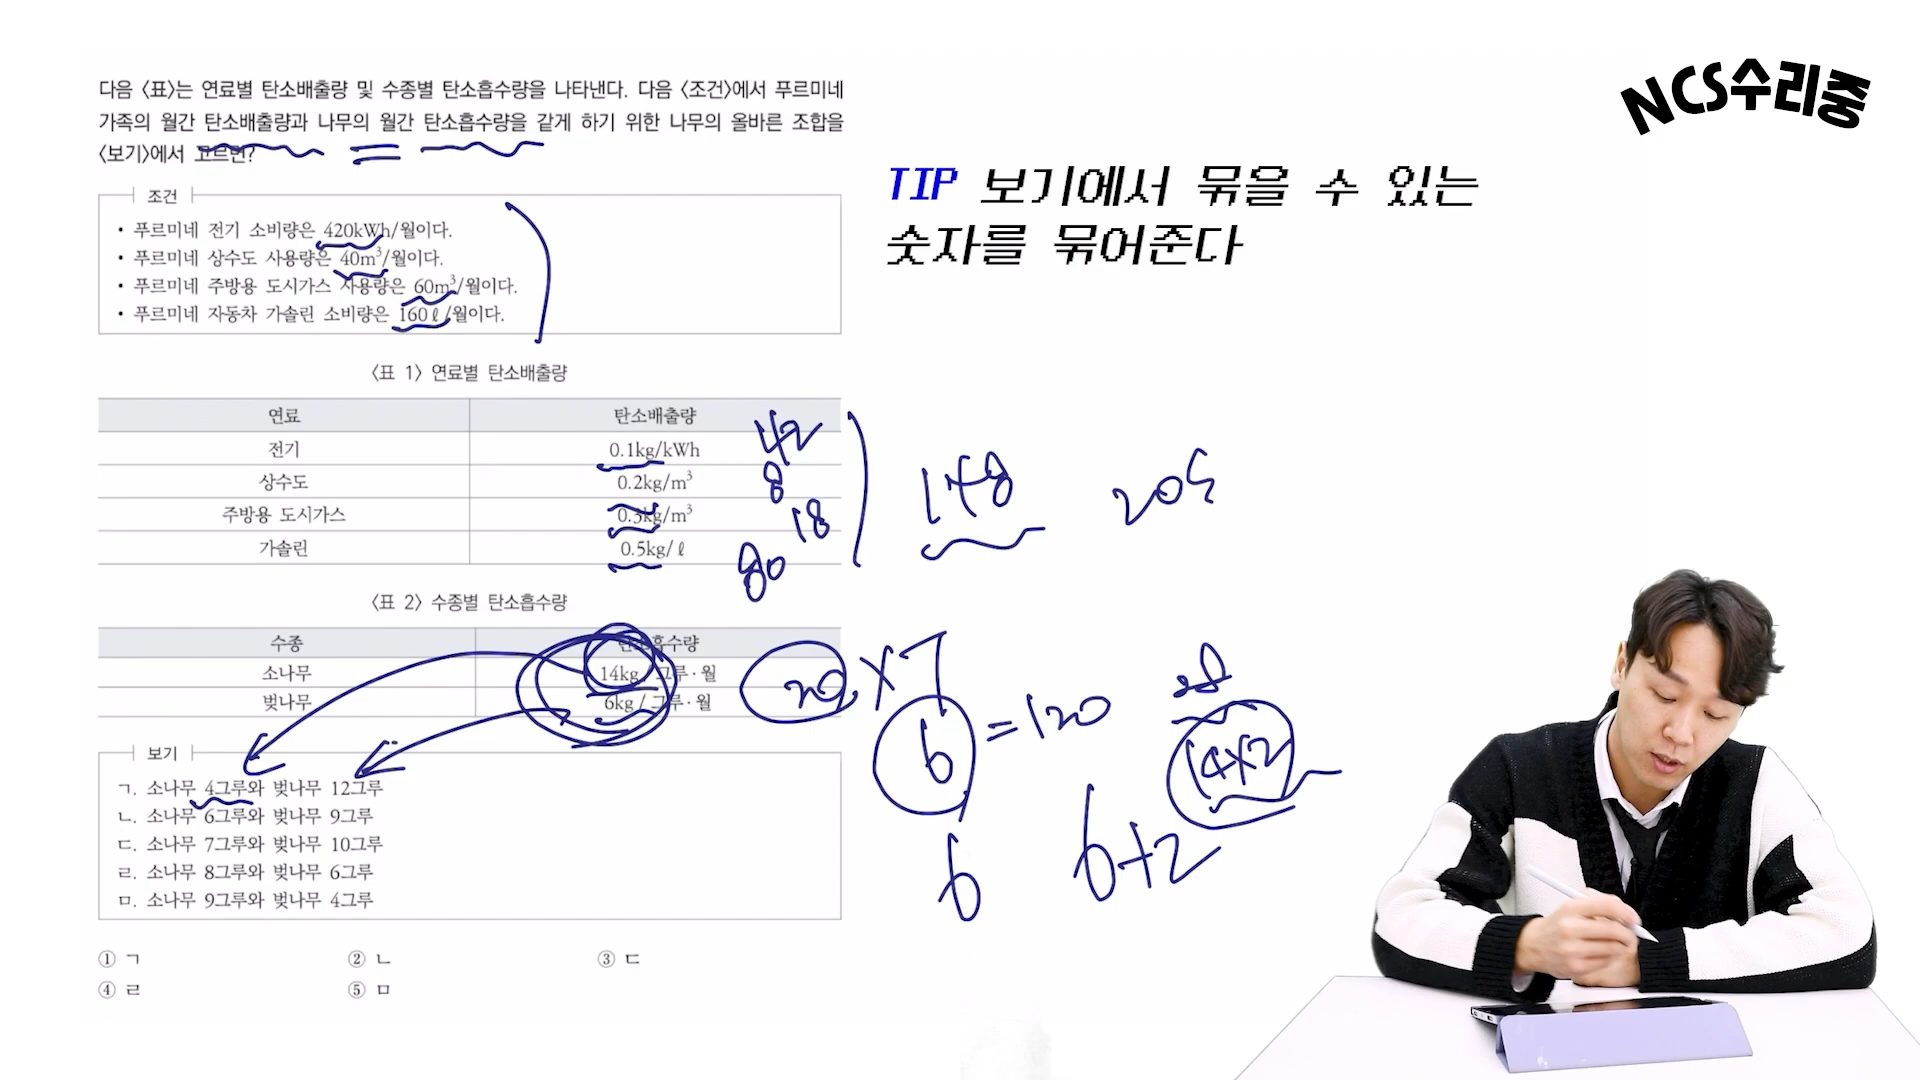 다음 〈표〉는 연료별 탄소배출량 및 수종별 탄소흡수량을 나타낸다. 다음 〈조건〉에서 푸르미네
가족의 월간 탄소배출량과 나무의 월간 탄소흡수량을 같게 하기 위한 나무의 올바른 조합을
〈보기〉에서 고르면?
조건
• 푸르미네 전기 소비량은 420kWh/월이다.
• 푸르미네 상수도 사용량은 40m³/월이다.
• 푸르미네 주방용 도시가스 사용량은 60m³/월이다.
• 푸르미네 자동차 가솔린 소비량은 160ℓ/월이다.
〈표 1〉 연료별 탄소배출량
연료 탄소배출량
전기 0.1kg/kWh 42
상수도 0.2kg/m³ 8
주방용 도시가스 0.3kg/m³ 18
가솔린 0.5kg/ℓ 80
148
〈표 2〉 수종별 탄소흡수량
수종 탄소흡수량
소나무 14kg/그루·월
벚나무 6kg/그루·월
20×7
6 = 120
14×2
6 6+2
보기
ㄱ. 소나무 4그루와 벚나무 12그루
ㄴ. 소나무 6그루와 벚나무 9그루
ㄷ. 소나무 7그루와 벚나무 10그루
ㄹ. 소나무 8그루와 벚나무 6그루
ㅁ. 소나무 9그루와 벚나무 4그루
① ㄱ ② ㄴ ③ ㄷ
④ ㄹ ⑤ ㅁ
NCS수리중
TIP 보기에서 묶을 수 있는
숫자를 묶어준다